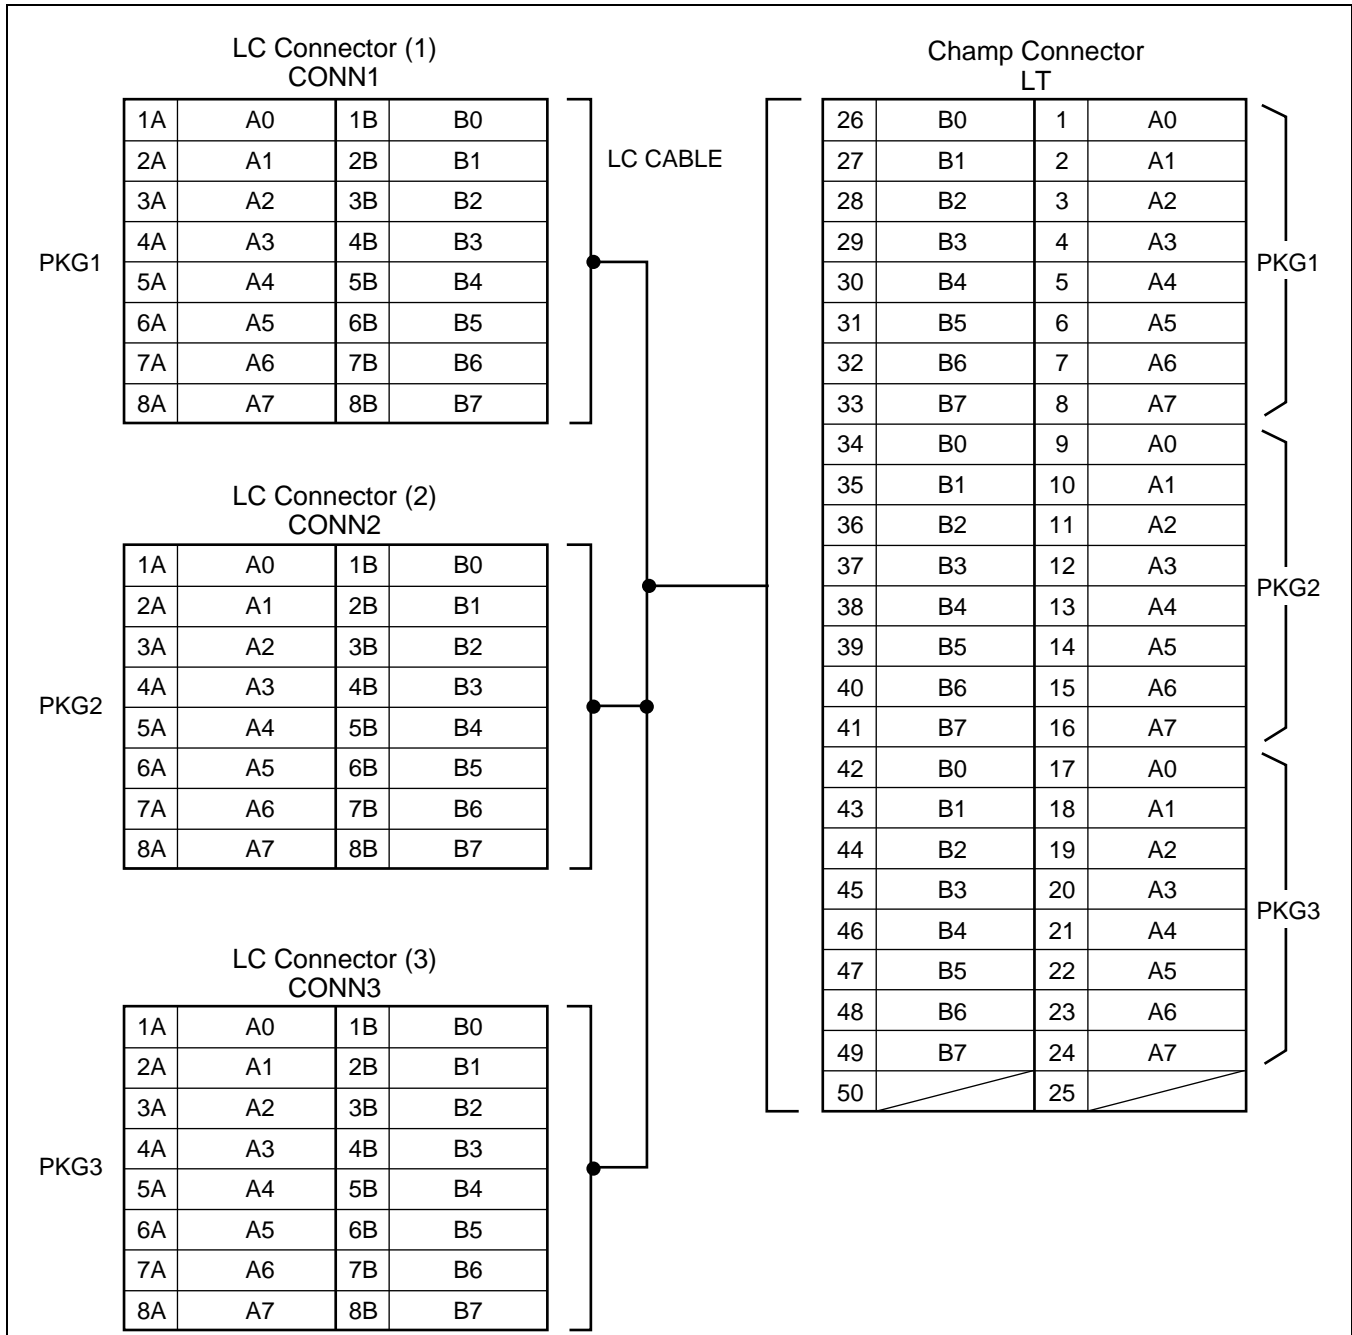 LC Connector (1)
CONN1
PKG1
1A A0 1B B0
2A A1 2B B1
3A A2 3B B2
4A A3 4B B3
5A A4 5B B4
6A A5 6B B5
7A A6 7B B6
8A A7 8B B7
LC CABLE
LC Connector (2)
CONN2
PKG2
1A A0 1B B0
2A A1 2B B1
3A A2 3B B2
4A A3 4B B3
5A A4 5B B4
6A A5 6B B5
7A A6 7B B6
8A A7 8B B7
LC Connector (3)
CONN3
PKG3
1A A0 1B B0
2A A1 2B B1
3A A2 3B B2
4A A3 4B B3
5A A4 5B B4
6A A5 6B B5
7A A6 7B B6
8A A7 8B B7
Champ Connector
LT
26 B0 1 A0
27 B1 2 A1
28 B2 3 A2
29 B3 4 A3
30 B4 5 A4
31 B5 6 A5
32 B6 7 A6
33 B7 8 A7
PKG1
34 B0 9 A0
35 B1 10 A1
36 B2 11 A2
37 B3 12 A3
38 B4 13 A4
39 B5 14 A5
40 B6 15 A6
41 B7 16 A7
PKG2
42 B0 17 A0
43 B1 18 A1
44 B2 19 A2
45 B3 20 A3
46 B4 21 A4
47 B5 22 A5
48 B6 23 A6
49 B7 24 A7
PKG3
50 25